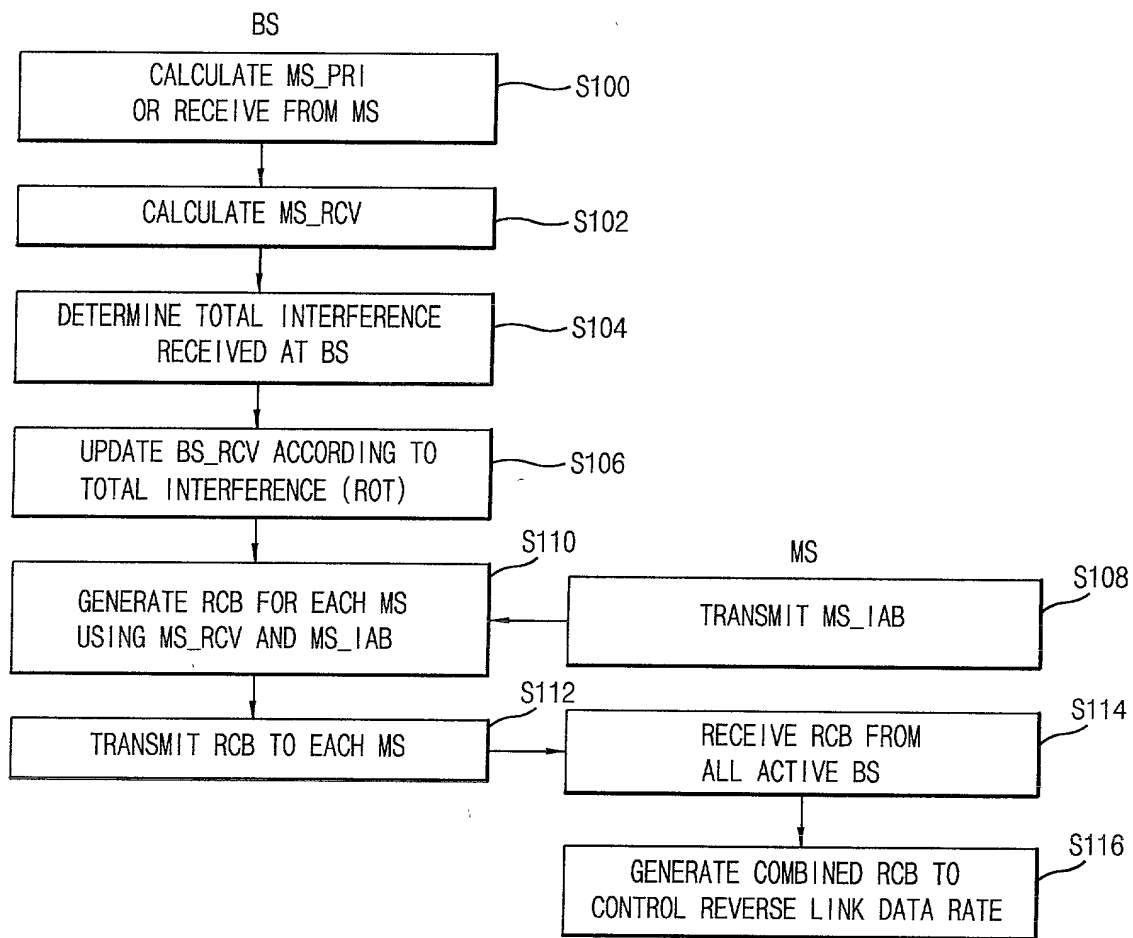 BS
CALCULATE MS_PRI
OR RECEIVE FROM MS
S100
CALCULATE MS_RCV
S102
DETERMINE TOTAL INTERFERENCE
RECEIVED AT BS
S104
UPDATE BS_RCV ACCORDING TO
TOTAL INTERFERENCE (ROT)
S106
S110
GENERATE RCB FOR EACH MS
USING MS_RCV AND MS_IAB
MS
S108
TRANSMIT MS_IAB
S112
TRANSMIT RCB TO EACH MS
S114
RECEIVE RCB FROM
ALL ACTIVE BS
S116
GENERATE COMBINED RCB TO
CONTROL REVERSE LINK DATA RATE